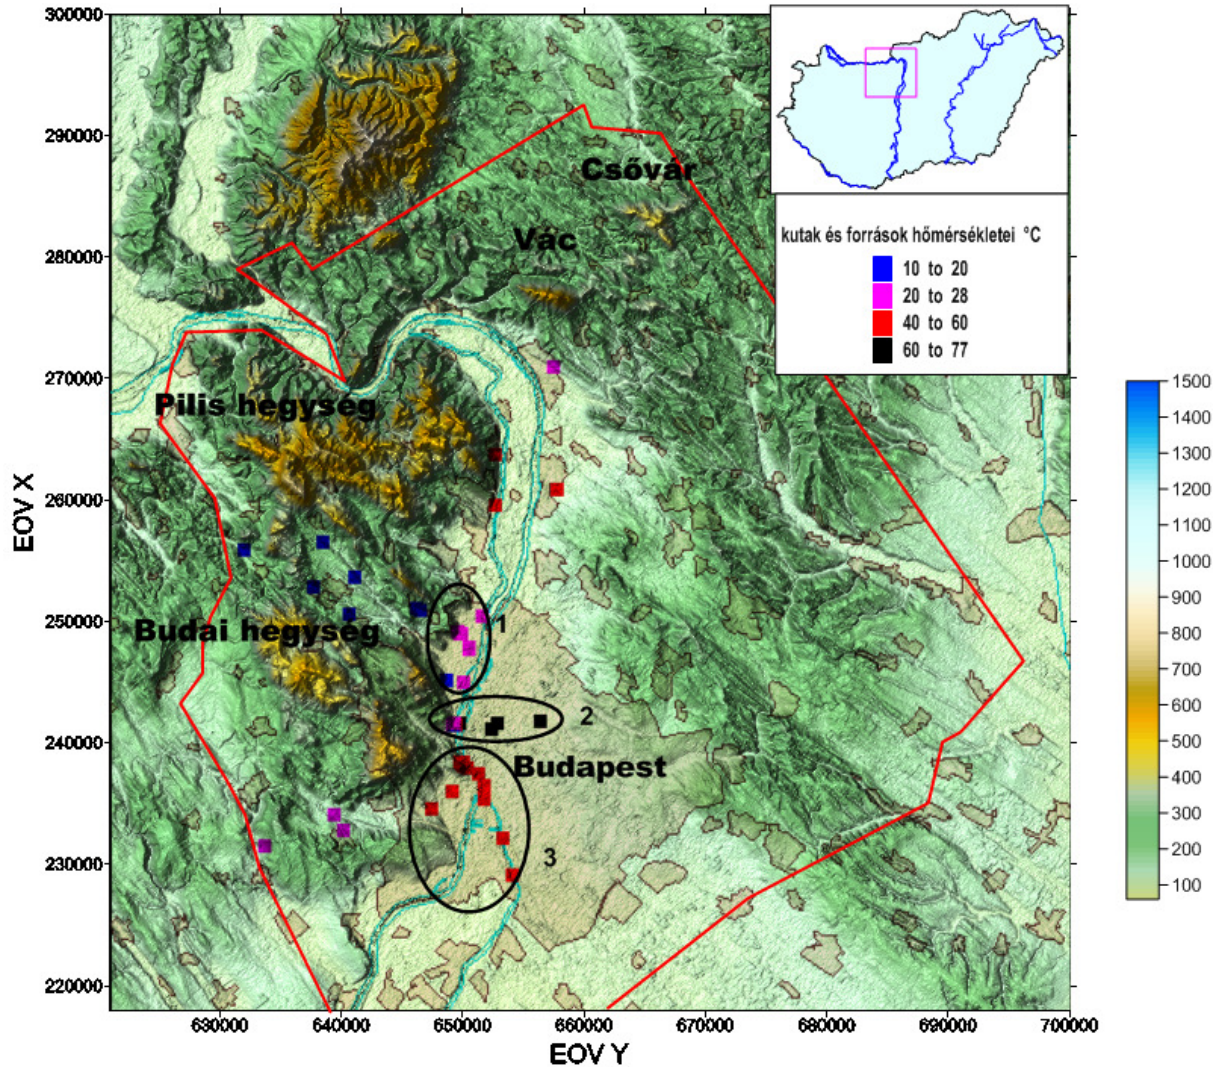 300000
290000
280000
270000
260000
250000
240000
230000
220000
EOV X
630000
640000
650000
660000
670000
680000
690000
700000
EOV Y
Csővár
Vác
Pilis hegység
Budai hegység
Budapest
1
2
3
kutak és források hőmérsékletei °C
10 to 20
20 to 28
40 to 60
60 to 77
1500
1400
1300
1200
1100
1000
900
800
700
600
500
400
300
200
100